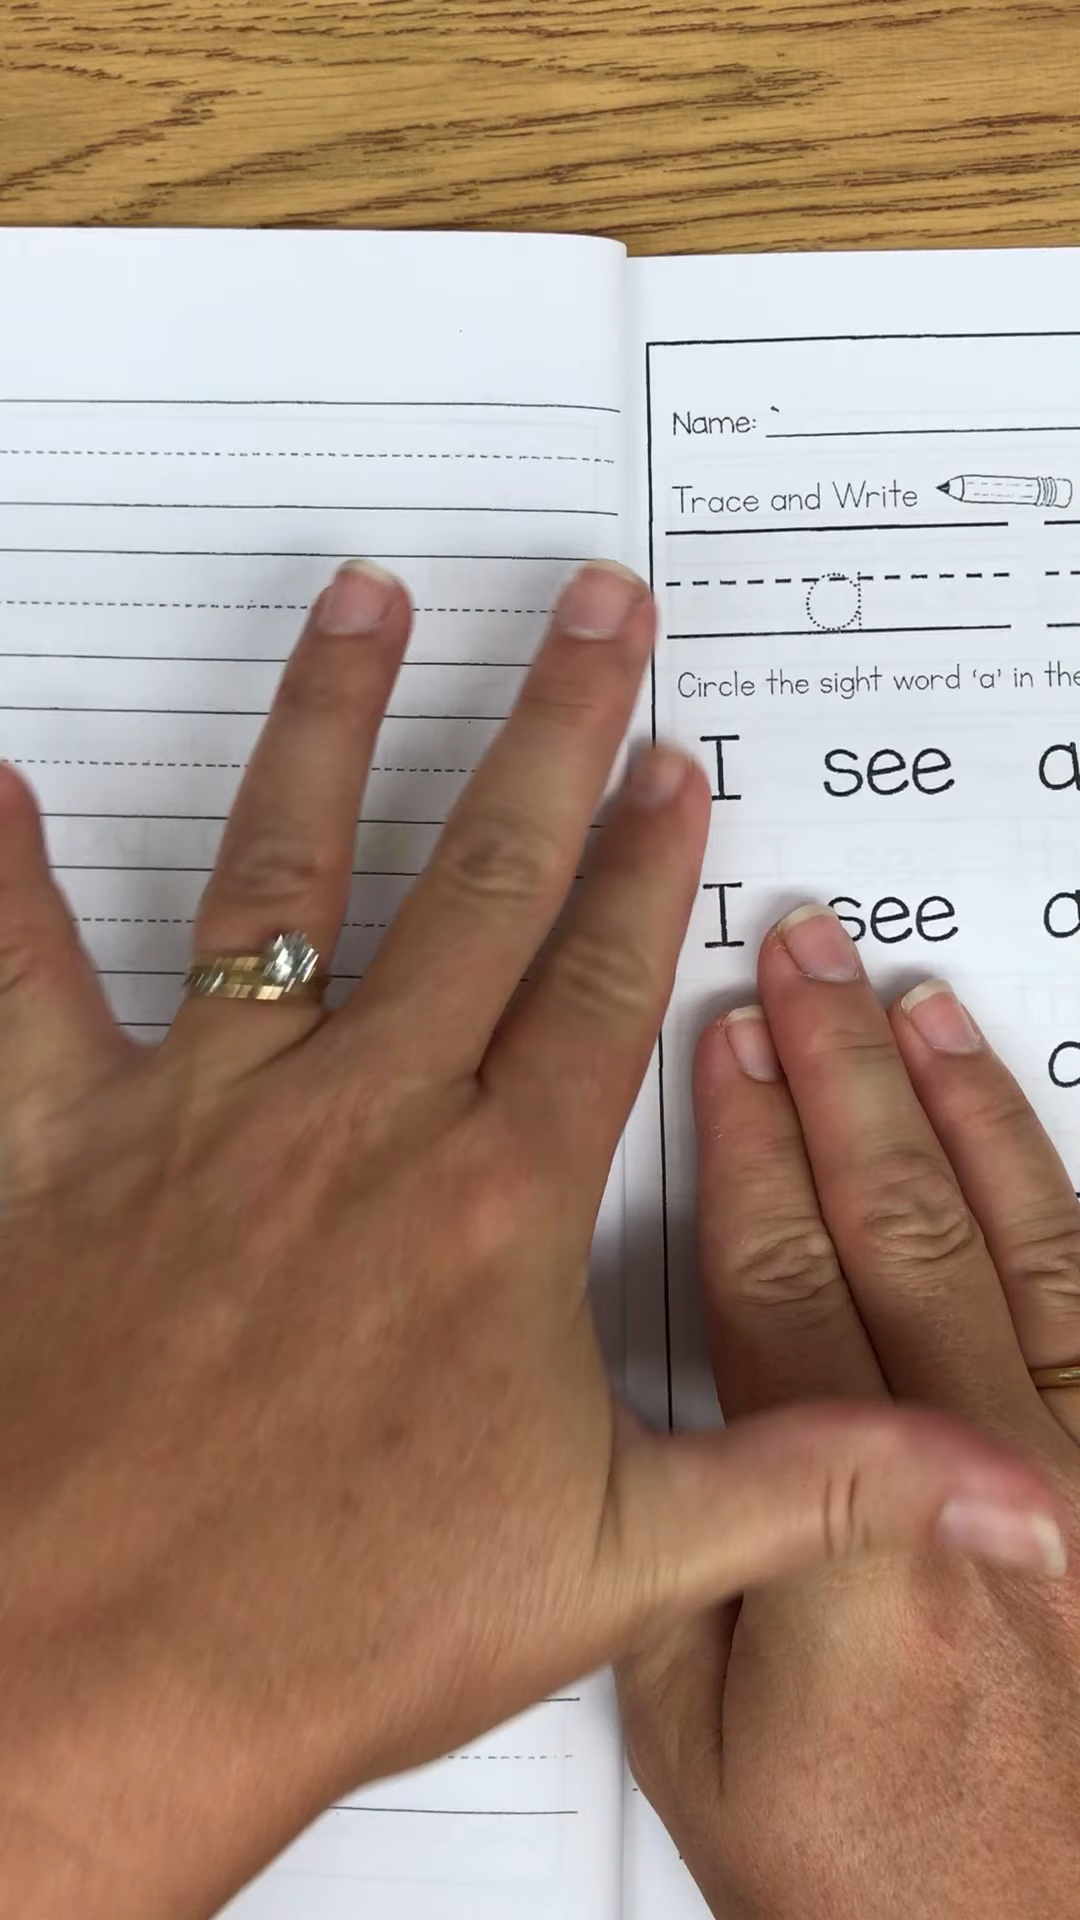 Name:
Trace and Write
a
Circle the sight word ‘a’ in the
I see a
I see a